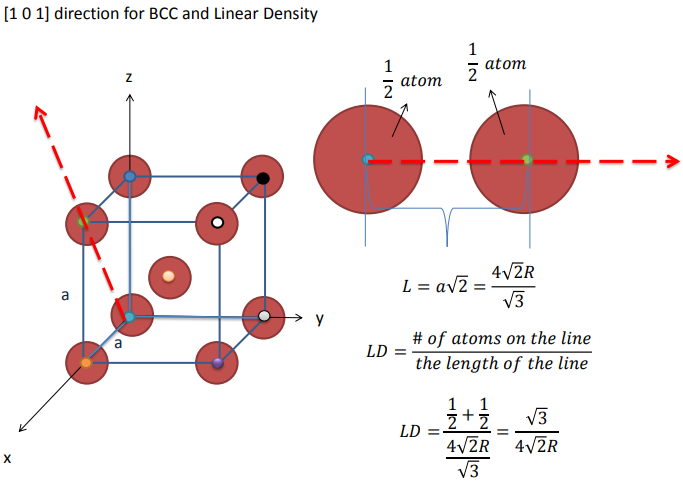 [1 0 1] direction for BCC and Linear Density
z
a
a
y
x
1/2 atom
1/2 atom
L = a√2 = 4√2R/√3
LD = # of atoms on the line/the length of the line
LD = (1/2 + 1/2)/(4√2R/√3) = √3/(4√2R)